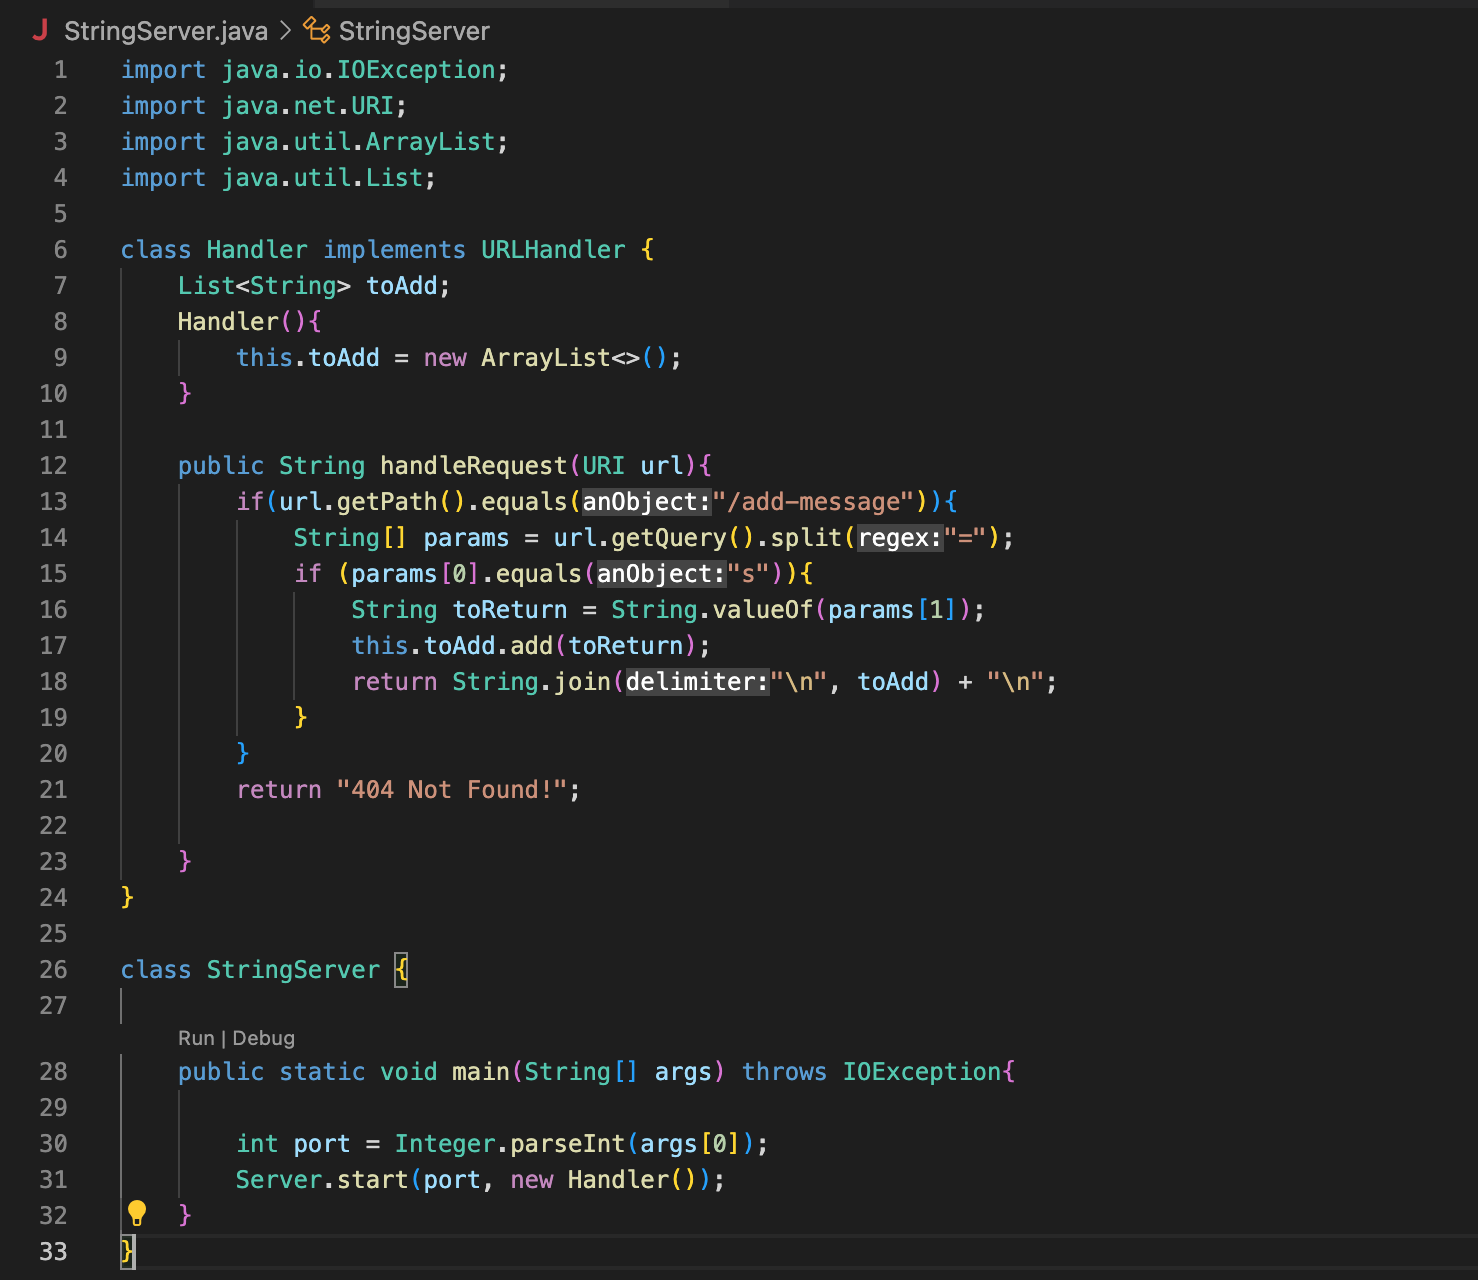 StringServer.java > StringServer
1 import java.io.IOException;
2 import java.net.URI;
3 import java.util.ArrayList;
4 import java.util.List;
5
6 class Handler implements URLHandler {
7 List<String> toAdd;
8 Handler(){
9 this.toAdd = new ArrayList<>();
10 }
11
12 public String handleRequest(URI url){
13 if(url.getPath().equals(anObject:"/add-message")){
14 String[] params = url.getQuery().split(regex:"=");
15 if (params[0].equals(anObject:"s")){
16 String toReturn = String.valueOf(params[1]);
17 this.toAdd.add(toReturn);
18 return String.join(delimiter:"\n", toAdd) + "\n";
19 }
20 }
21 return "404 Not Found!";
22
23 }
24 }
25
26 class StringServer {
27
Run | Debug
28 public static void main(String[] args) throws IOException{
29
30 int port = Integer.parseInt(args[0]);
31 Server.start(port, new Handler());
32 }
33 }